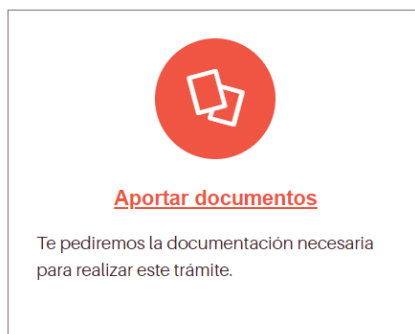 Aportar documentos
Te pediremos la documentación necesaria
para realizar este trámite.